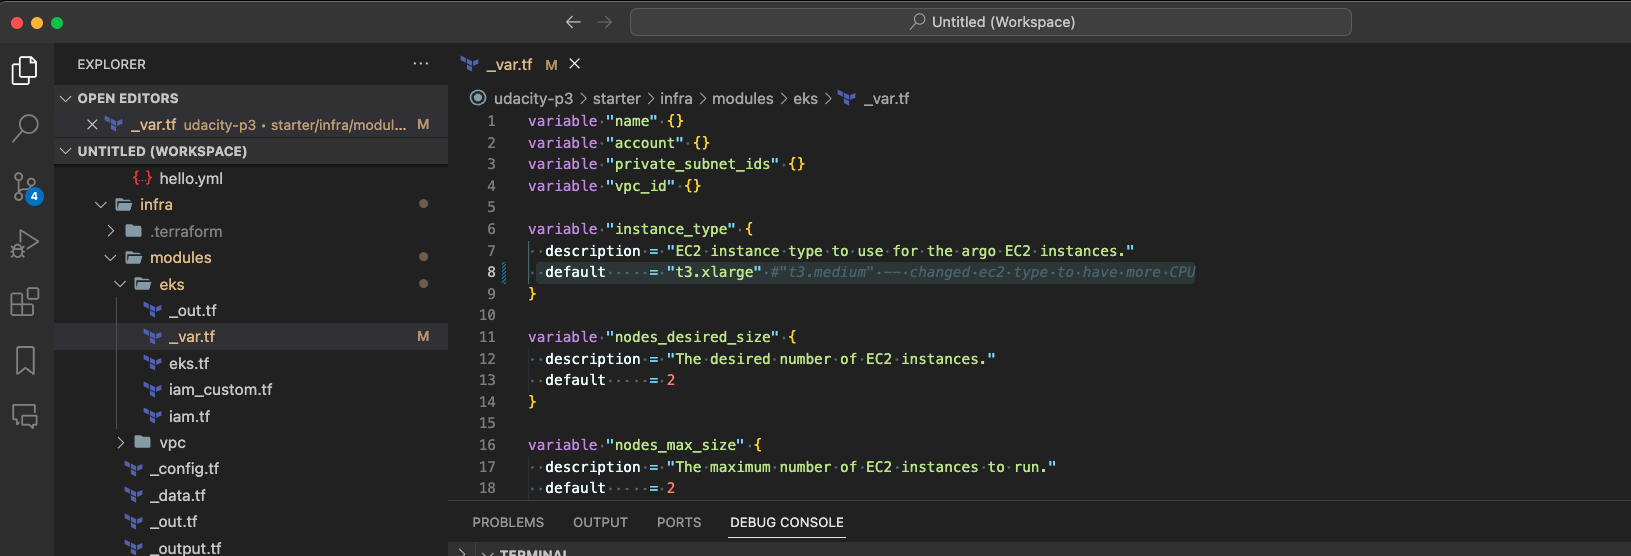 Untitled (Workspace)
EXPLORER
OPEN EDITORS
_var.tf udacity-p3 • starter/infra/modul... M
UNTITLED (WORKSPACE)
hello.yml
infra
.terraform
modules
eks
_out.tf
_var.tf M
eks.tf
iam_custom.tf
iam.tf
vpc
_config.tf
_data.tf
_out.tf
_output.tf
4
_var.tf M
udacity-p3 > starter > infra > modules > eks > _var.tf
1 variable "name" {}
2 variable "account" {}
3 variable "private_subnet_ids" {}
4 variable "vpc_id" {}
5
6 variable "instance_type" {
7 description = "EC2 instance type to use for the argo EC2 instances."
8 default = "t3.xlarge" #"t3.medium" -- changed ec2 type to have more CPU
9 }
10
11 variable "nodes_desired_size" {
12 description = "The desired number of EC2 instances."
13 default = 2
14 }
15
16 variable "nodes_max_size" {
17 description = "The maximum number of EC2 instances to run."
18 default = 2
PROBLEMS OUTPUT PORTS DEBUG CONSOLE
TERMINAL